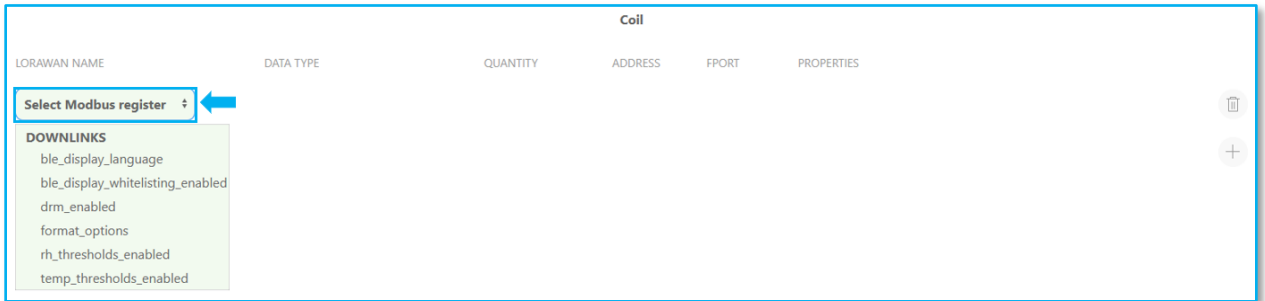 Coil
LORAWAN NAME DATA TYPE QUANTITY ADDRESS FPORT PROPERTIES
Select Modbus register
DOWNLINKS
ble_display_language
ble_display_whitelisting_enabled
drm_enabled
format_options
rh_thresholds_enabled
temp_thresholds_enabled